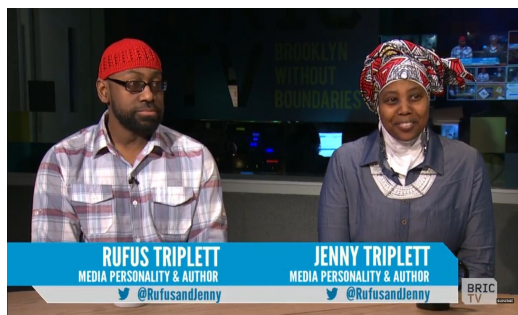 BROOKLYN
WITHOUT
BOUNDARIES
RUFUS TRIPLETT
MEDIA PERSONALITY & AUTHOR
@RufusandJenny
JENNY TRIPLETT
MEDIA PERSONALITY & AUTHOR
@RufusandJenny
BRIC
TV